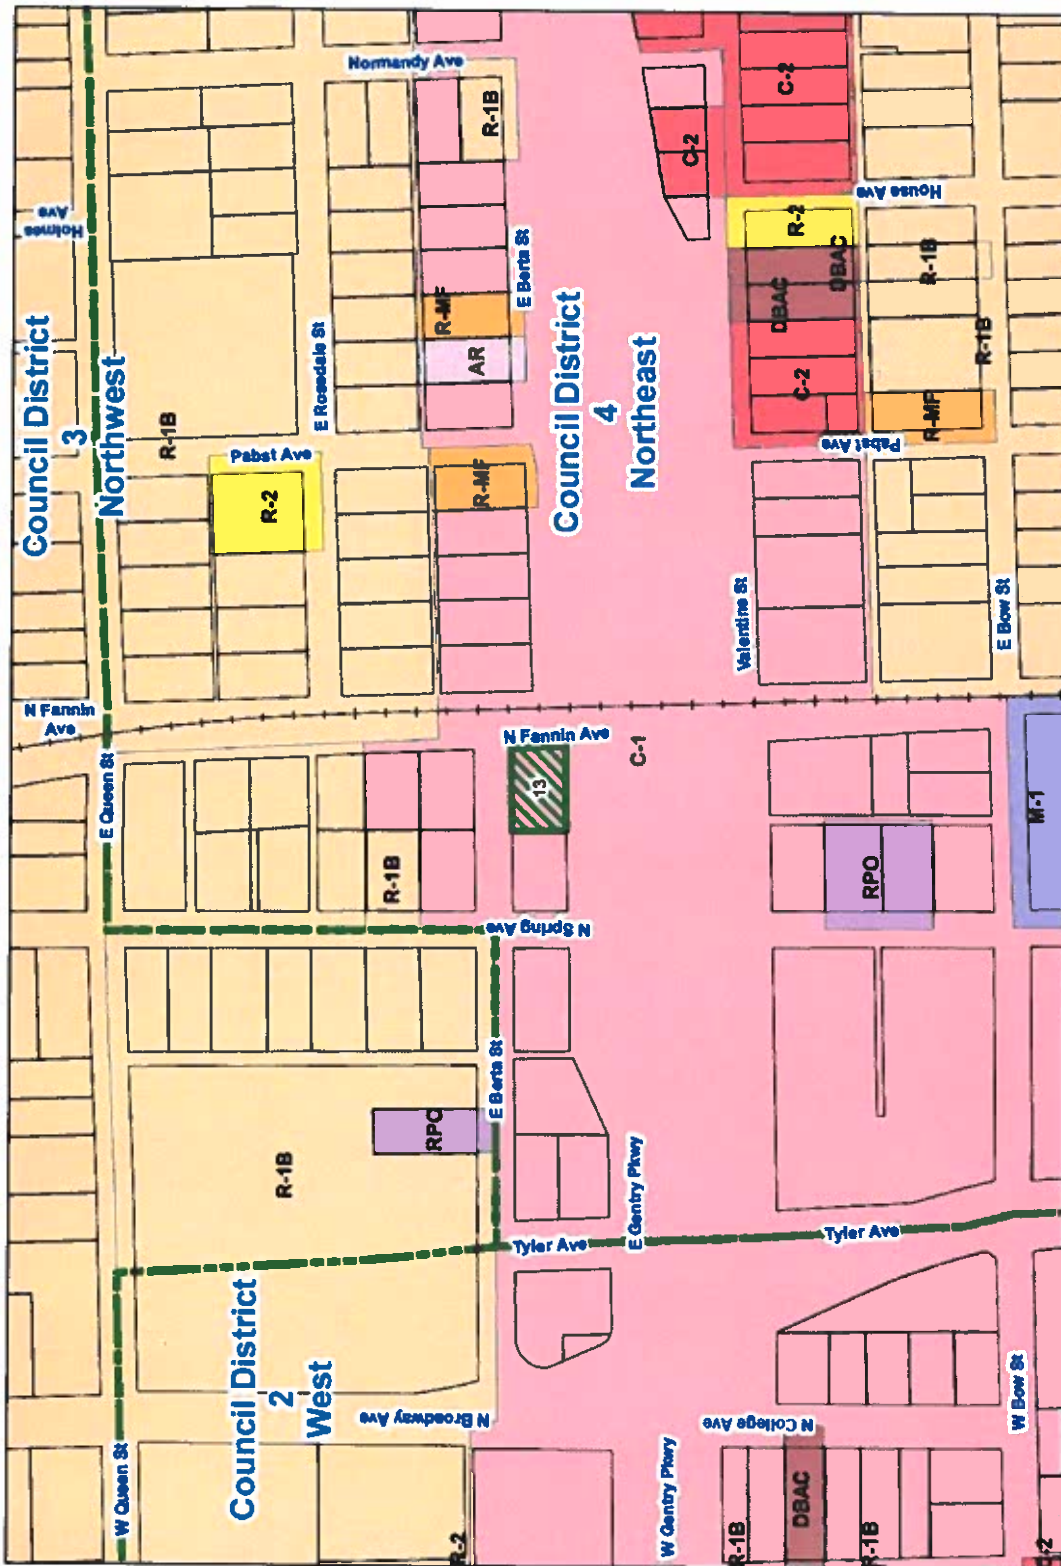 Council District
3
Northwest
Holmes
Ave
Normandy Ave
R-1B
E Rosedale St
E Berta St
R-MF
AR
R-1B
Pabst Ave
R-2
R-MF
Council District
4
Northeast
C-2
C-2
House Ave
R-2
DBAC
DBAC
C-2
R-1B
R-1B
R-MF
Pabst Ave
Valentine St
E Bow St
N Fannin
Ave
E Queen St
N Fannin Ave
13
C-1
R-1B
N Spring Ave
RPO
M-1
E Berta St
RPO
R-1B
E Gentry Pkwy
Tyler Ave
Tyler Ave
Council District
2
West
W Queen St
N Broadway Ave
N College Ave
W Gentry Pkwy
W Bow St
R-2
R-1B
DBAC
R-1B
R-2